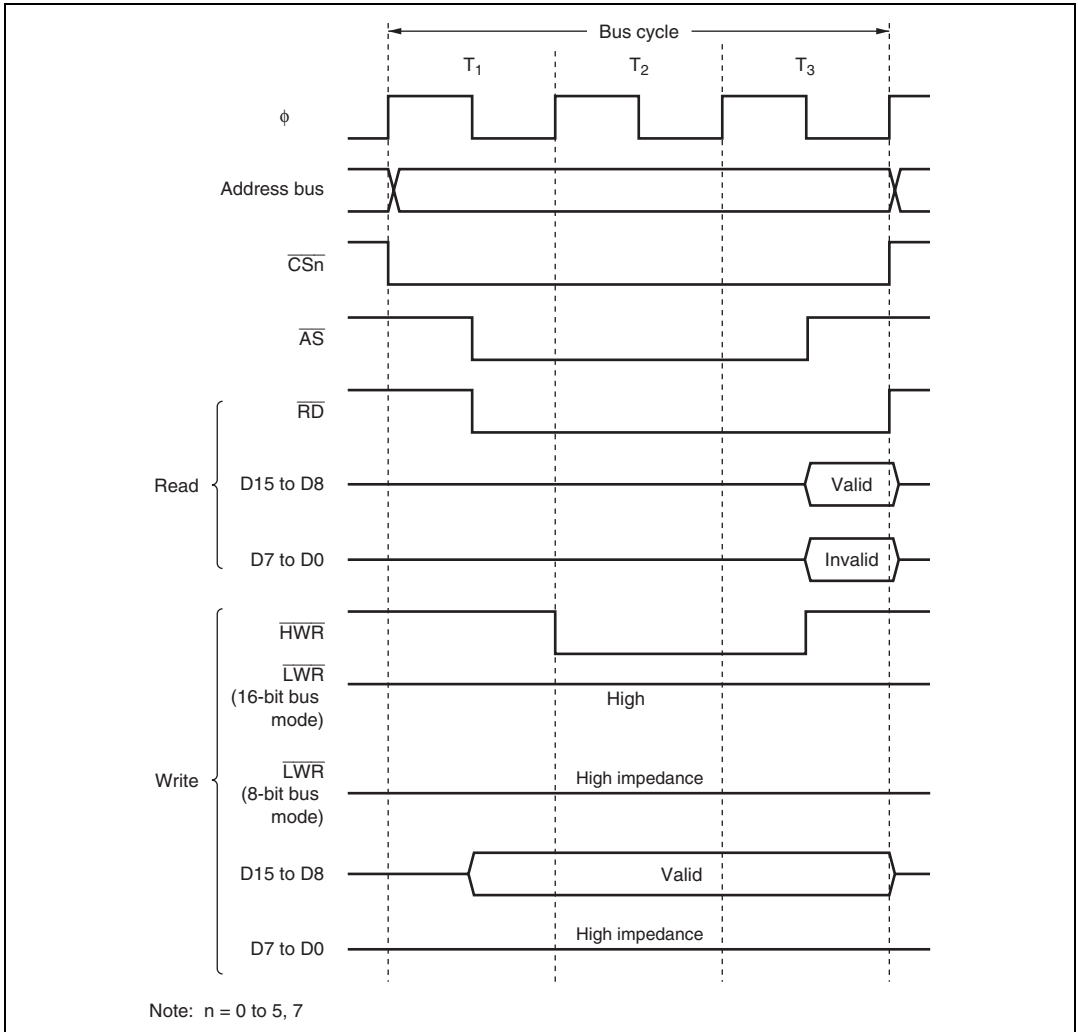 Bus cycle
T1 T2 T3
φ
Address bus
CSn
AS
RD
Read
D15 to D8
Valid
D7 to D0
Invalid
HWR
LWR
(16-bit bus
mode)
High
Write
LWR
(8-bit bus
mode)
High impedance
D15 to D8
Valid
D7 to D0
High impedance
Note: n = 0 to 5, 7